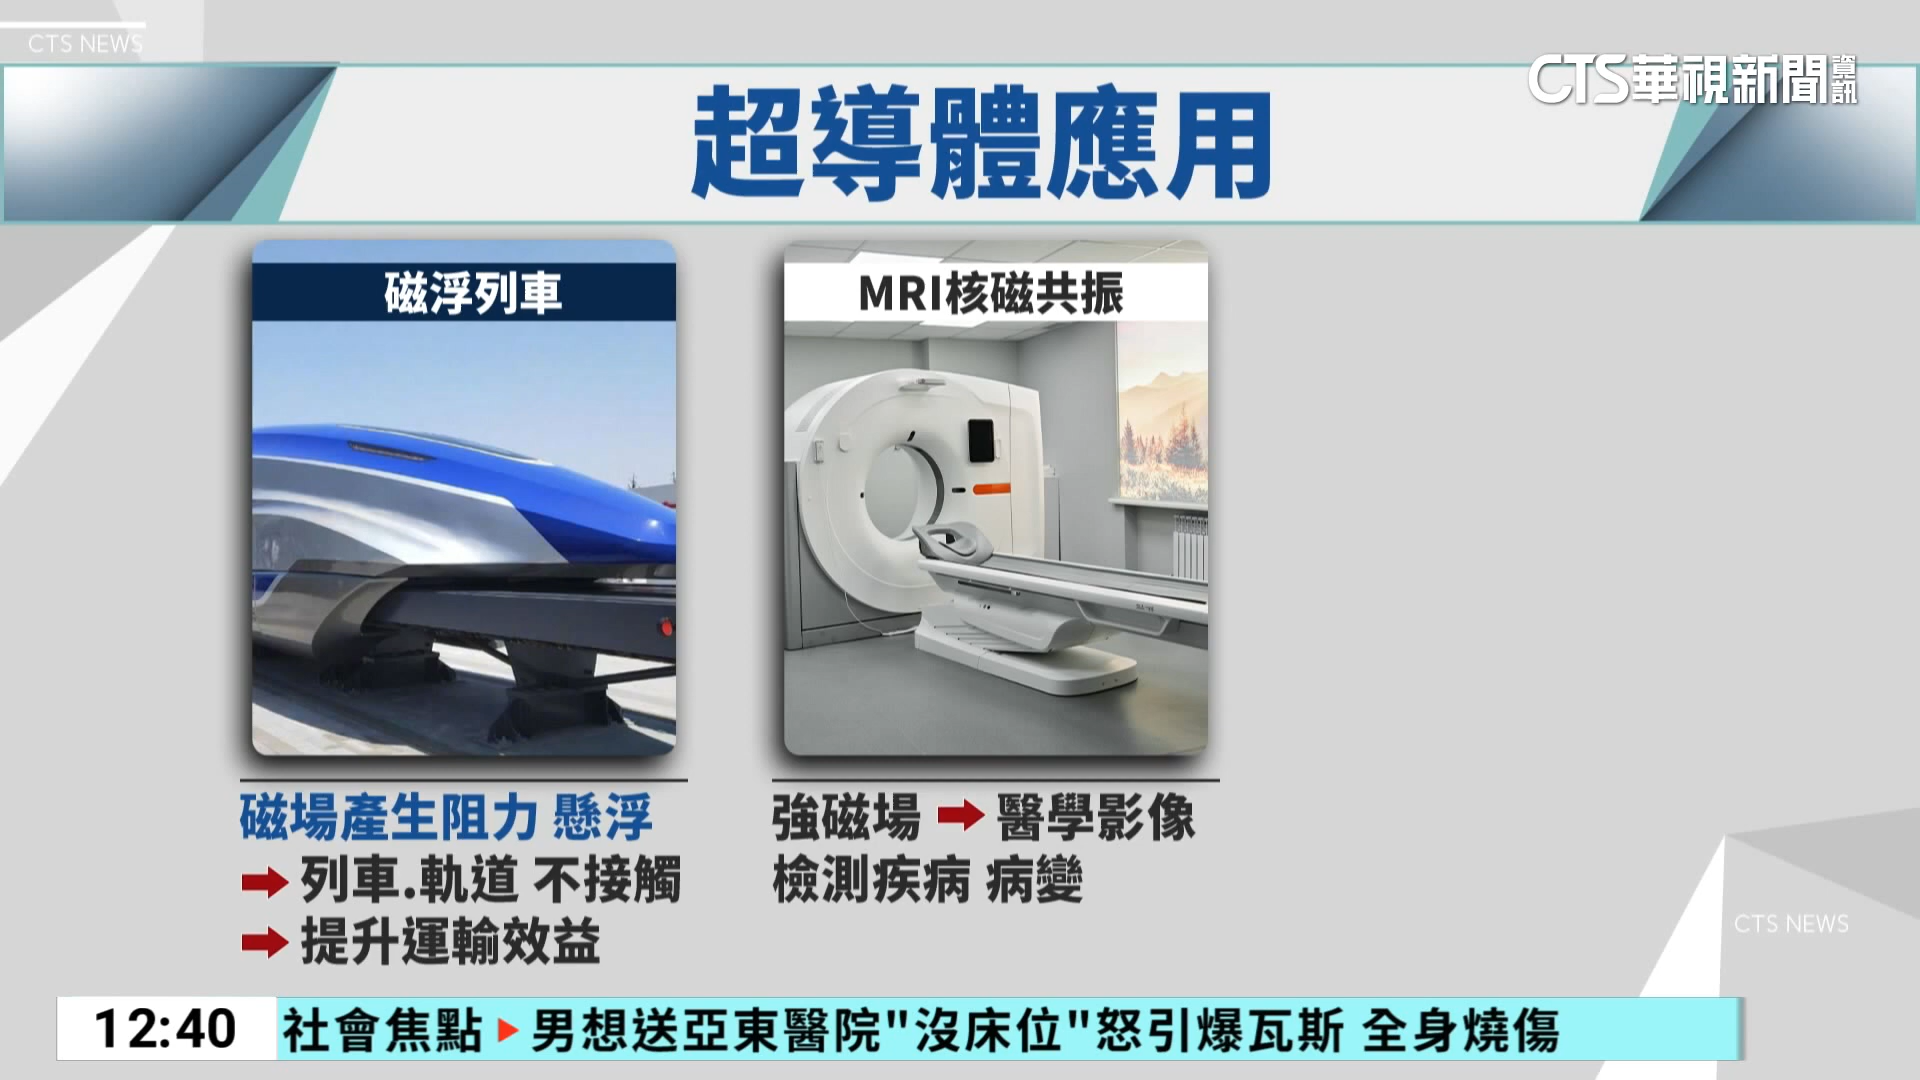 CTS NEWS
CTS華視新聞資訊
超導體應用
磁浮列車
磁場產生阻力 懸浮
➡列車.軌道 不接觸
➡提升運輸效益
MRI核磁共振
強磁場➡醫學影像
檢測疾病 病變
CTS NEWS
12:40 社會焦點▶男想送亞東醫院"沒床位"怒引爆瓦斯 全身燒傷